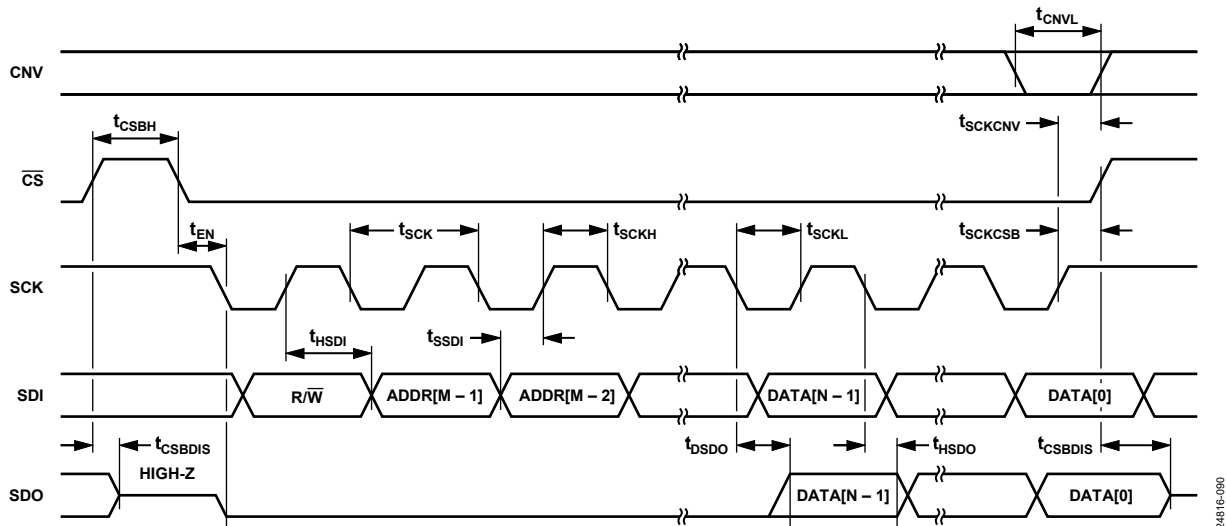 tCNVL
CNV
tCSBH
tSCKCNV
CS
tEN
tSCK
tSCKH
tSCKL
tSCKCSB
SCK
tHSDI
tSSDI
SDI
R/W
ADDR[M – 1]
ADDR[M – 2]
DATA[N – 1]
DATA[0]
tCSBDIS
tDSDO
tHSDO
tCSBDIS
HIGH-Z
SDO
DATA[N – 1]
DATA[0]
24816-090